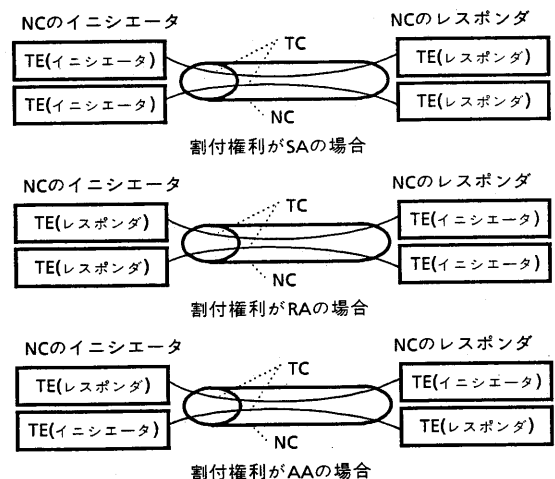 NCのイニシエータ
NCのレスポンダ
TE(イニシエータ)
TC
TE(レスポンダ)
TE(イニシエータ)
TE(レスポンダ)
NC
割付権利がSAの場合
NCのイニシエータ
NCのレスポンダ
TE(レスポンダ)
TC
TE(イニシエータ)
TE(レスポンダ)
TE(イニシエータ)
NC
割付権利がRAの場合
NCのイニシエータ
NCのレスポンダ
TE(レスポンダ)
TC
TE(イニシエータ)
TE(イニシエータ)
TE(レスポンダ)
NC
割付権利がAAの場合